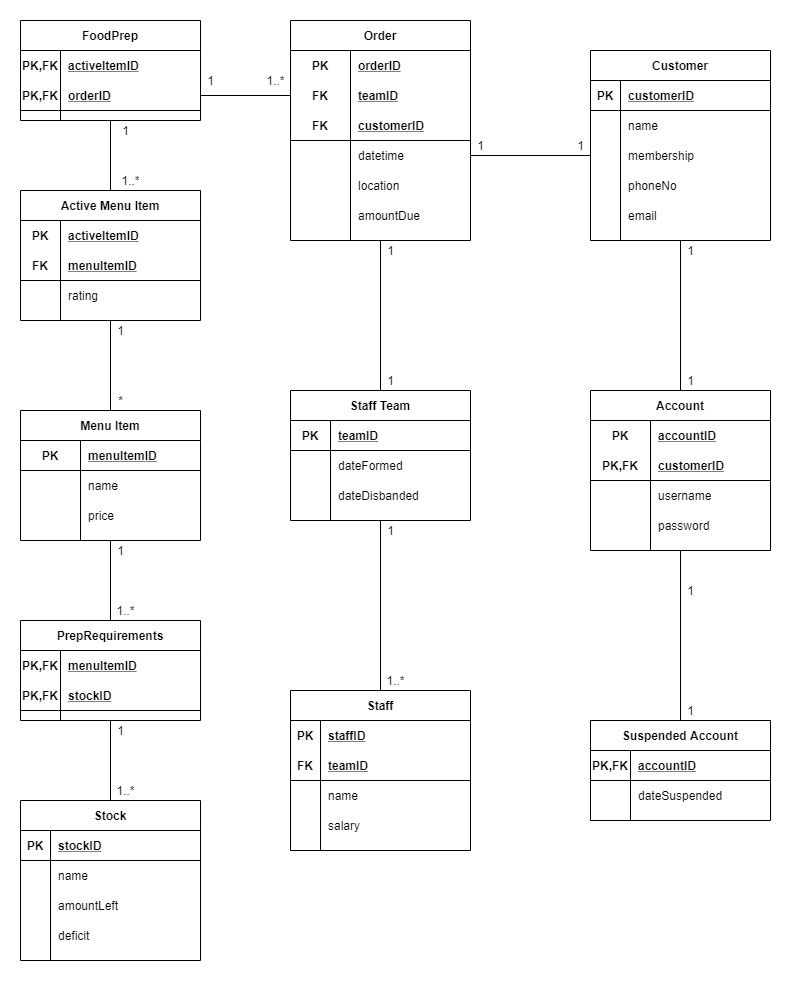 FoodPrep
PK,FK activeItemID
PK,FK orderID
1
1..*
Order
PK orderID
FK teamID
FK customerID
datetime
location
amountDue
1
1
Customer
PK customerID
name
membership
phoneNo
email
1
1..*
Active Menu Item
PK activeItemID
FK menuItemID
rating
1
*
Menu Item
PK menuItemID
name
price
1
1..*
PrepRequirements
PK,FK menuItemID
PK,FK stockID
1
1..*
Stock
PK stockID
name
amountLeft
deficit
1
1
Staff Team
PK teamID
dateFormed
dateDisbanded
1
1..*
Staff
PK staffID
FK teamID
name
salary
1
1
Account
PK accountID
PK,FK customerID
username
password
1
1
Suspended Account
PK,FK accountID
dateSuspended